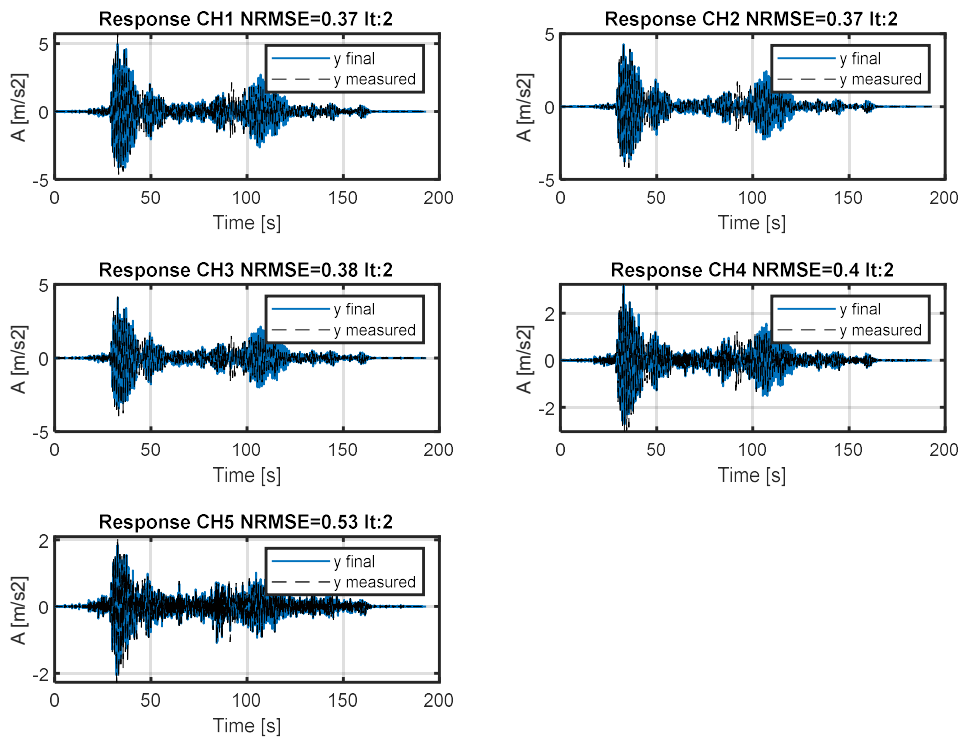 Response CH1 NRMSE=0.37 It:2
5
0
-5
A [m/s2]
y final
y measured
0 50 100 150 200
Time [s]
Response CH2 NRMSE=0.37 It:2
5
0
-5
A [m/s2]
y final
y measured
0 50 100 150 200
Time [s]
Response CH3 NRMSE=0.38 It:2
5
0
-5
A [m/s2]
y final
y measured
0 50 100 150 200
Time [s]
Response CH4 NRMSE=0.4 It:2
2
0
-2
A [m/s2]
y final
y measured
0 50 100 150 200
Time [s]
Response CH5 NRMSE=0.53 It:2
2
0
-2
A [m/s2]
y final
y measured
0 50 100 150 200
Time [s]